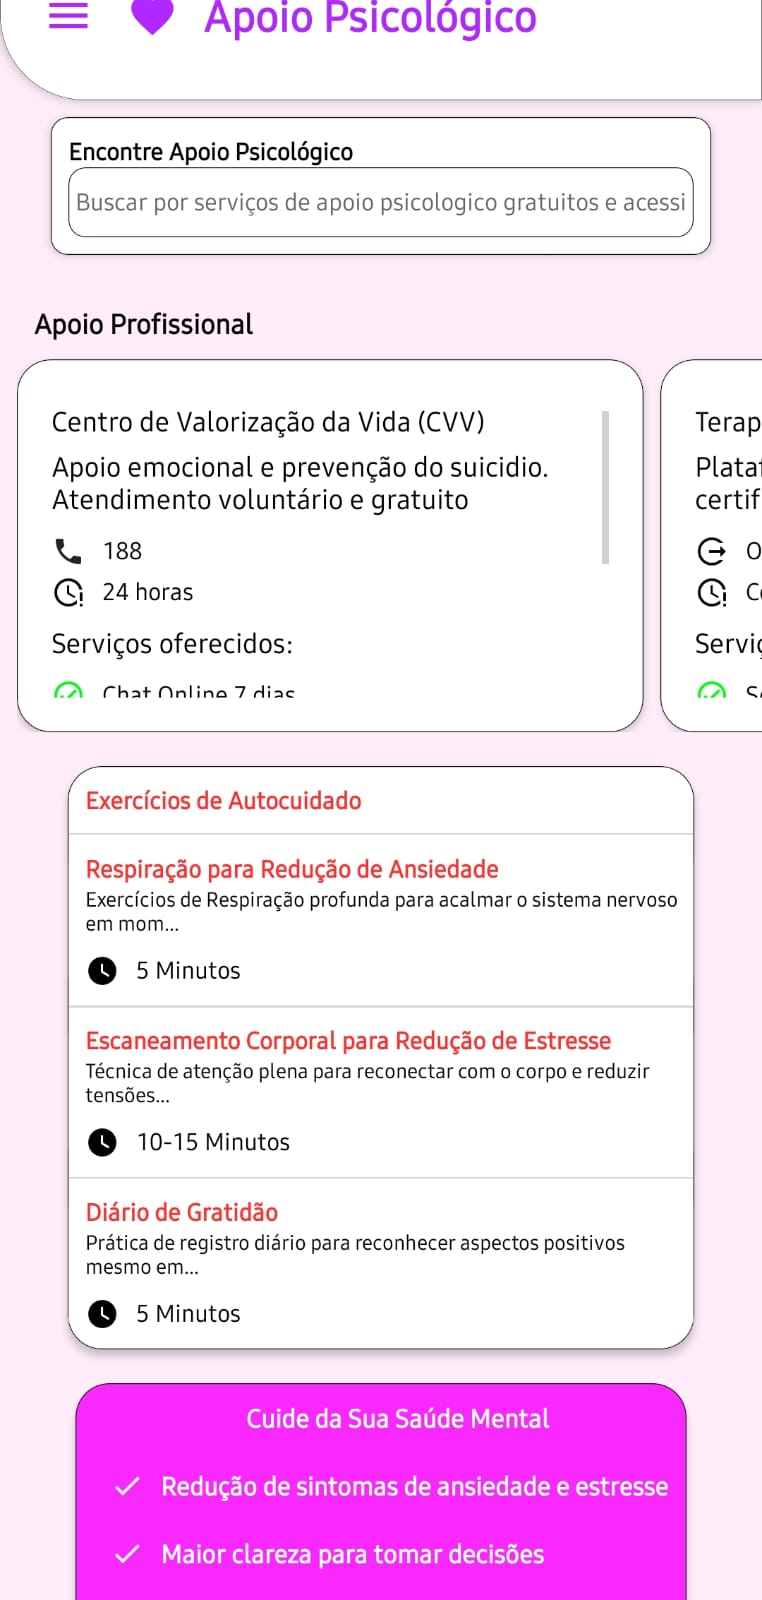 Apoio Psicológico
Encontre Apoio Psicológico
Buscar por serviços de apoio psicologico gratuitos e acessi
Apoio Profissional
Centro de Valorização da Vida (CVV)
Apoio emocional e prevenção do suicidio.
Atendimento voluntário e gratuito
188
24 horas
Serviços oferecidos:
Chat Online 7 dias
Terap
Plataf
certif
O
Serviç
Exercícios de Autocuidado
Respiração para Redução de Ansiedade
Exercícios de Respiração profunda para acalmar o sistema nervoso
em mom...
5 Minutos
Escaneamento Corporal para Redução de Estresse
Técnica de atenção plena para reconectar com o corpo e reduzir
tensões...
10-15 Minutos
Diário de Gratidão
Prática de registro diário para reconhecer aspectos positivos
mesmo em...
5 Minutos
Cuide da Sua Saúde Mental
Redução de sintomas de ansiedade e estresse
Maior clareza para tomar decisões